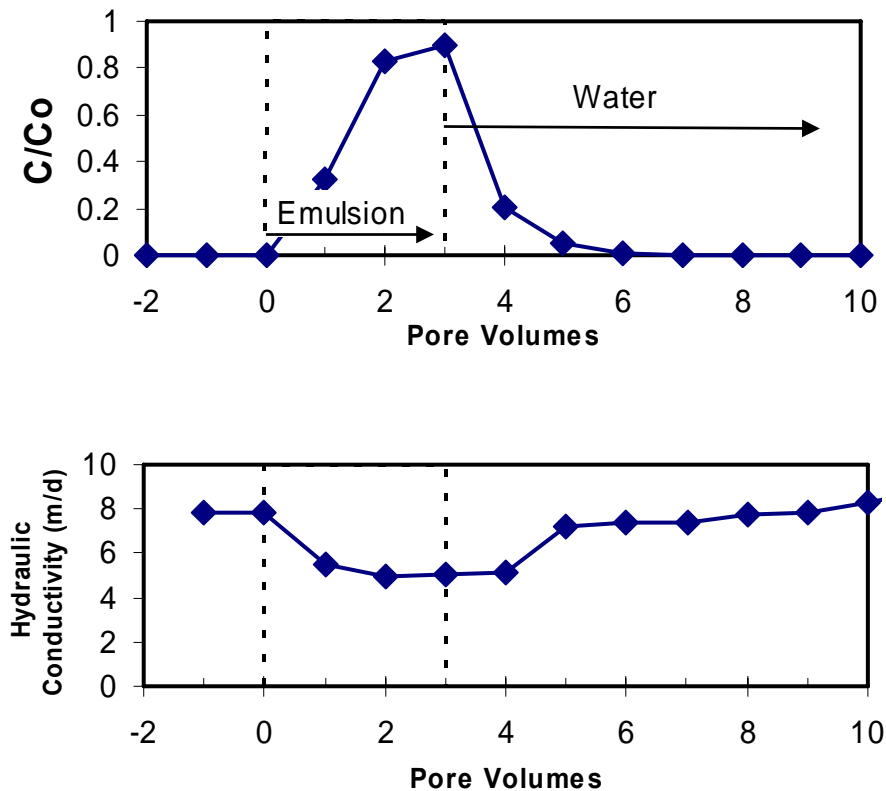 1
0.8
0.6
0.4
0.2
0
C/Co
Water
Emulsion
-2 0 2 4 6 8 10
Pore Volumes
10
8
6
4
2
0
Hydraulic
Conductivity (m/d)
-2 0 2 4 6 8 10
Pore Volumes